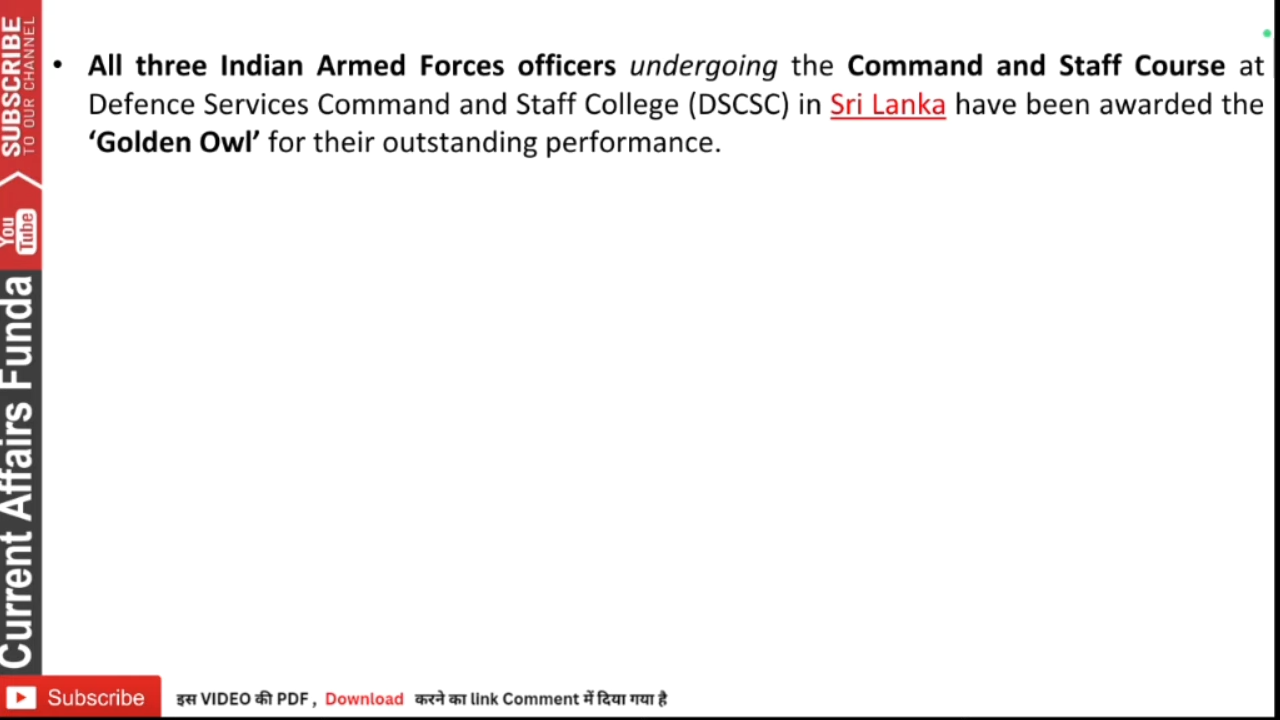 • All three Indian Armed Forces officers undergoing the Command and Staff Course at
Defence Services Command and Staff College (DSCSC) in Sri Lanka have been awarded the
‘Golden Owl’ for their outstanding performance.
SUBSCRIBE
TO OUR CHANNEL
You
Tube
Current Affairs Funda
Subscribe
इस VIDEO की PDF , Download करने का link Comment में दिया गया है